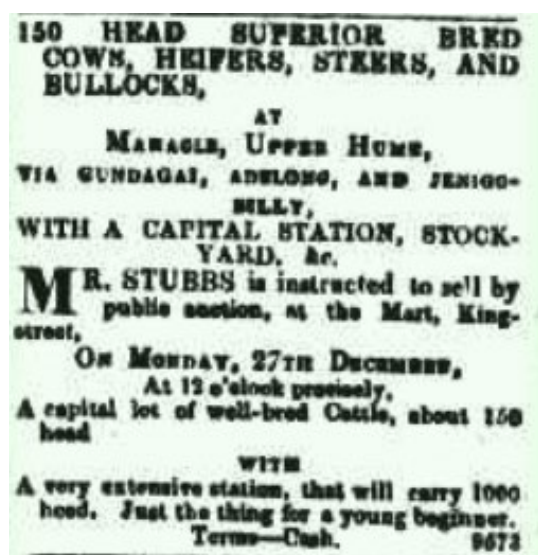 150 HEAD SUPERIOR BRED
COWS, HEIFERS, STEERS, AND
BULLOCKS,
AT
MANAGLE, UPPER HUME,
VIA GUNDAGAI, ADELONG, AND JENIGO-
BILLY,
WITH A CAPITAL STATION, STOCK-
YARD, &c.
MR. STUBBS is instructed to sell by
public auction, at the Mart, King-
street,
ON MONDAY, 27TH DECEMBER,
At 12 o'clock precisely,
A capital lot of well-bred Cattle, about 150
head
WITH
A very extensive station, that will carry 1000
head. Just the thing for a young beginner.
Terms—Cash. 9673